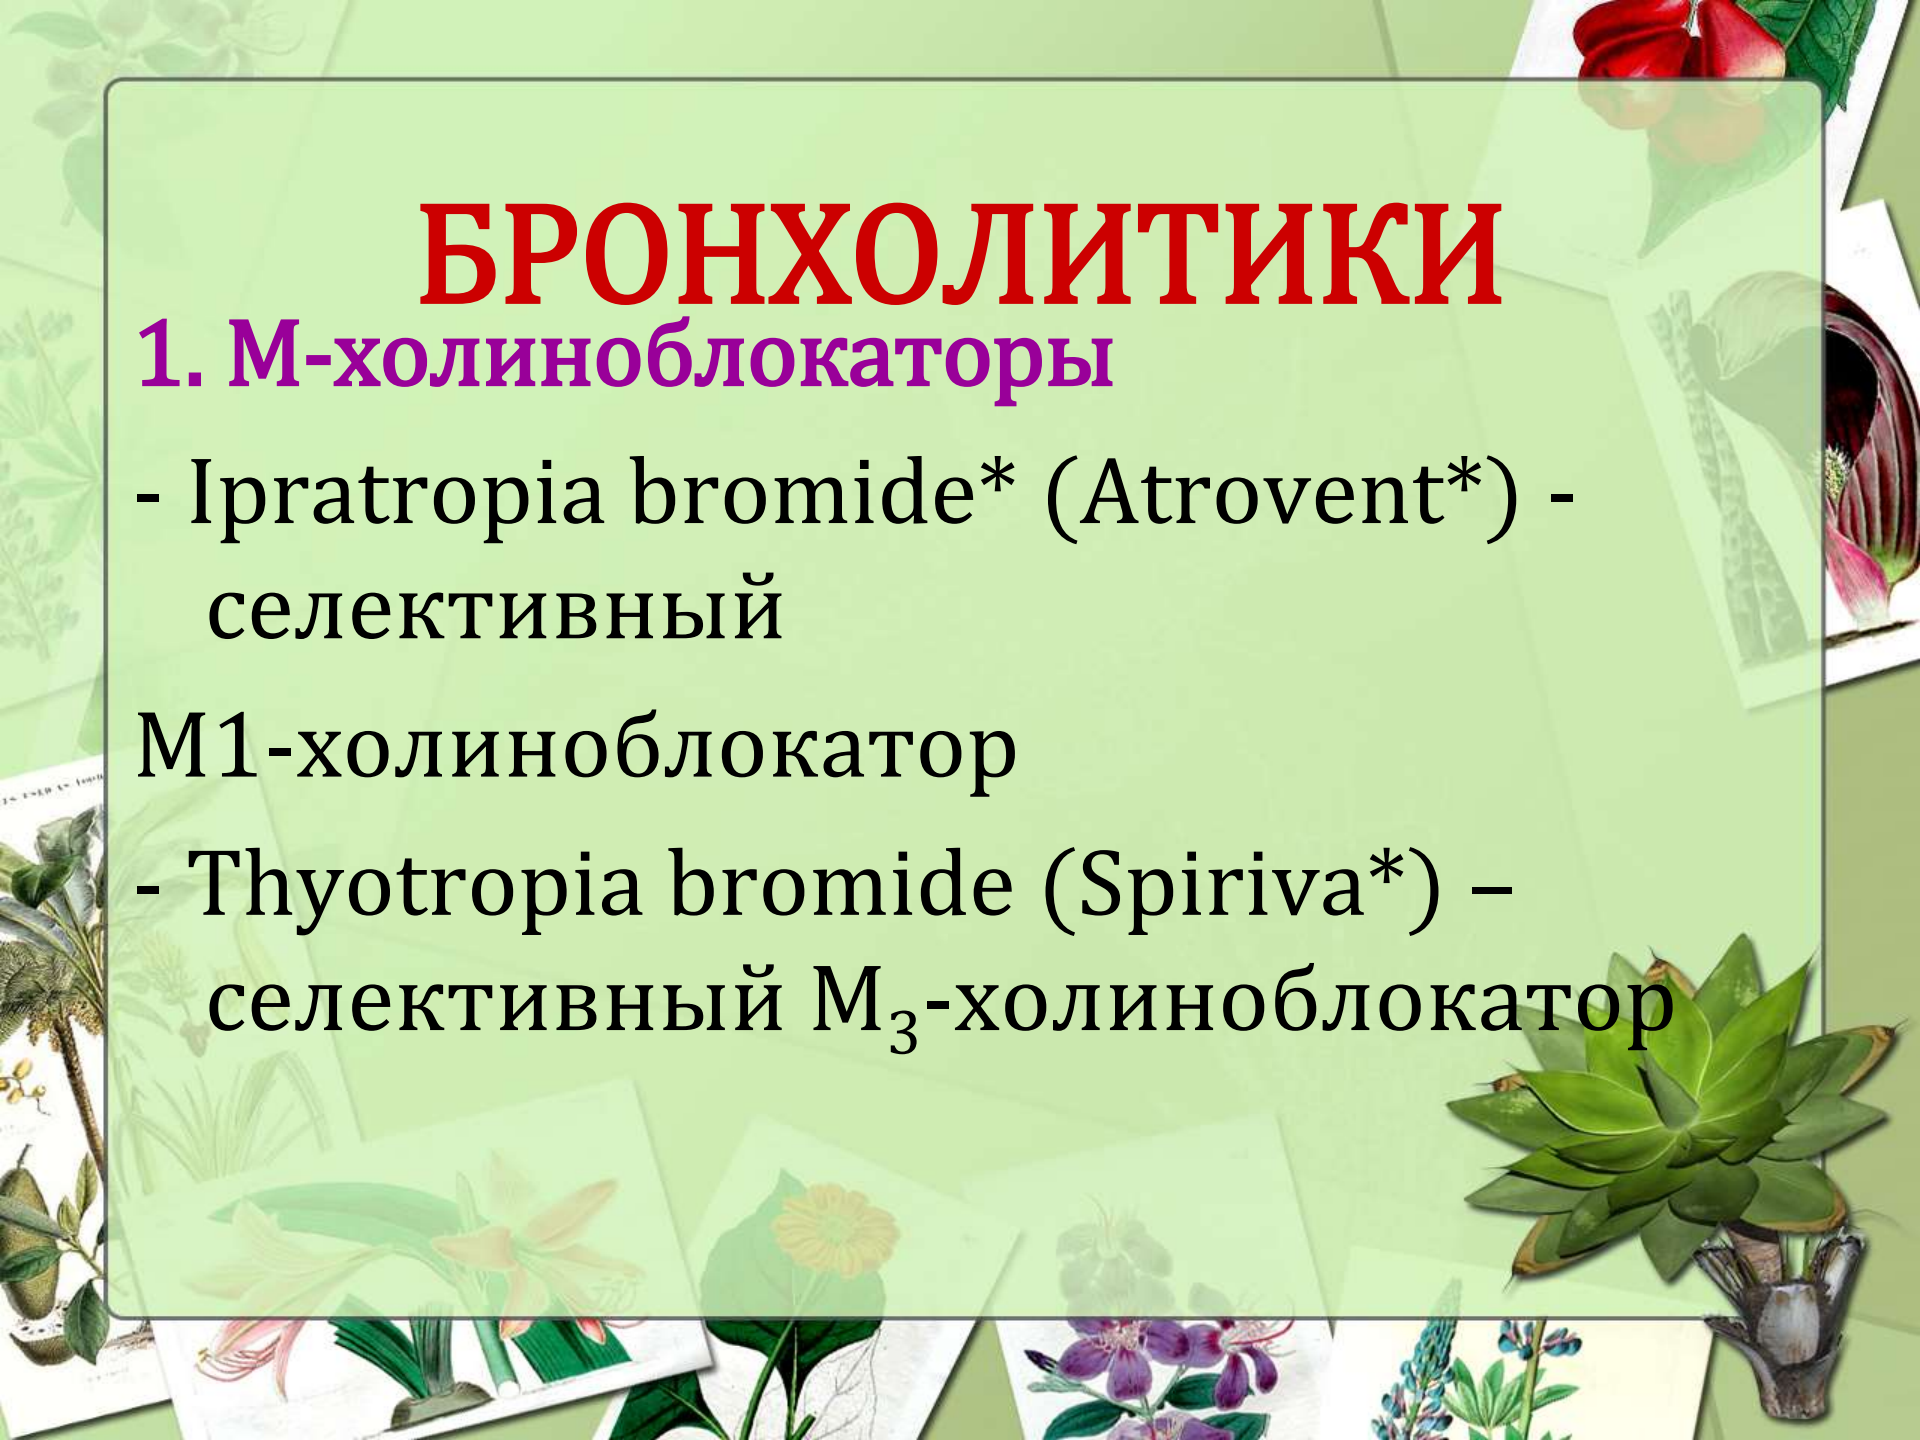 БРОНХОЛИТИКИ
1. М-холиноблокаторы
- Ipratropia bromide* (Atrovent*) -
селективный
М1-холиноблокатор
- Thyotropia bromide (Spiriva*) –
селективный М₃-холиноблокатор